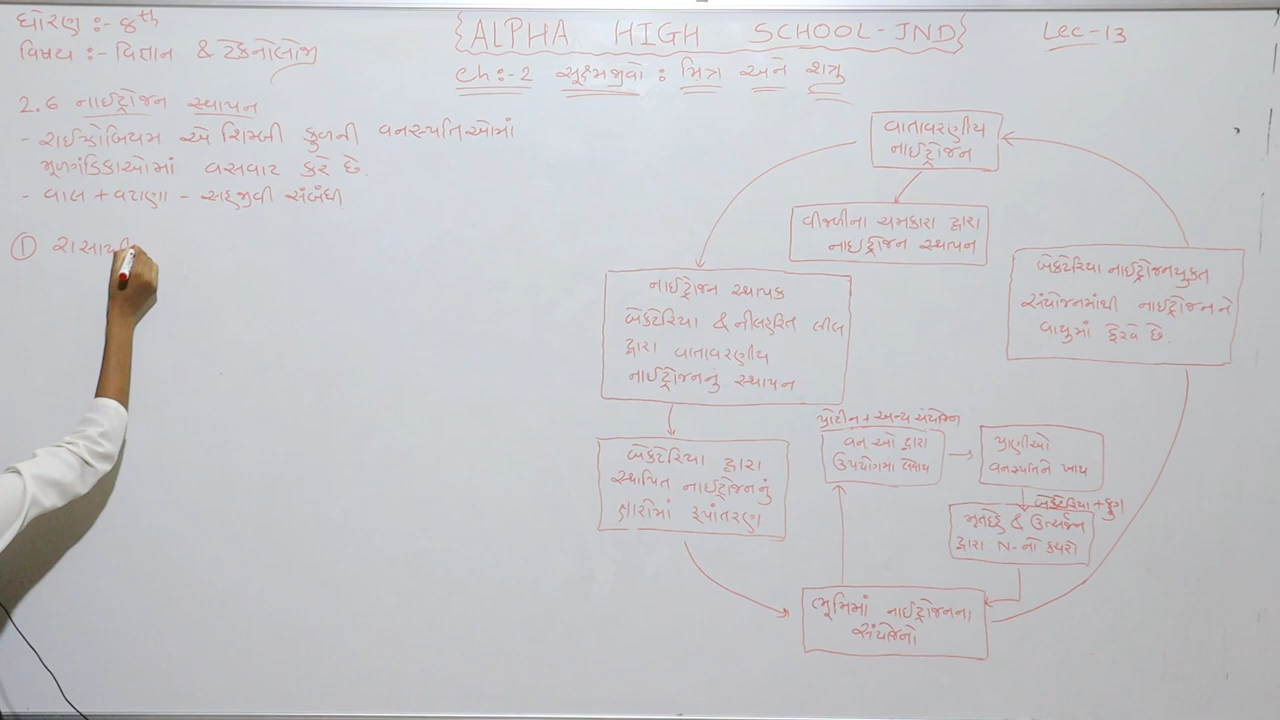 ધોરણ :- 8th
વિષય :- વિજ્ઞાન & ટેકનોલોજી
{ALPHA HIGH SCHOOL-JND}
Lec-13
Ch:-2 સૂક્ષ્મજીવો : મિત્ર અને શત્રુ
2.6 નાઈટ્રોજન સ્થાપન
- રાઈઝોબિયમ એ શિમ્બી કુળની વનસ્પતિઓમાં
મૂળગંડિકાઓમાં વસવાટ કરે છે.
- વાલ + વટાણા - સહજીવી સંબંધ
① રાસાય
વાતાવરણીય
નાઈટ્રોજન
વીજળીના ચમકારા દ્વારા
નાઈટ્રોજન સ્થાપન
નાઈટ્રોજન સ્થાપક
બેક્ટેરિયા & નીલહરિત લીલ
દ્વારા વાતાવરણીય
નાઈટ્રોજનનું સ્થાપન
બેક્ટેરિયા નાઈટ્રોજનયુક્ત
સંયોજનમાંથી નાઈટ્રોજનને
વાયુમાં ફેરવે છે.
બેક્ટેરિયા દ્વારા
સ્થાપિત નાઈટ્રોજનનું
ક્ષારોમાં રૂપાંતરણ
પ્રોટીન + અન્ય સંયોજન
વન.ઓ દ્વારા
ઉપયોગમાં લેવાય
પ્રાણીઓ
વનસ્પતિને ખાય
બેક્ટેરિયા + ફુગ
મૃતદેહ & ઉત્સર્જન
દ્વારા N-નો કચરો
ભૂમિમાં નાઈટ્રોજનના
સંયોજનો